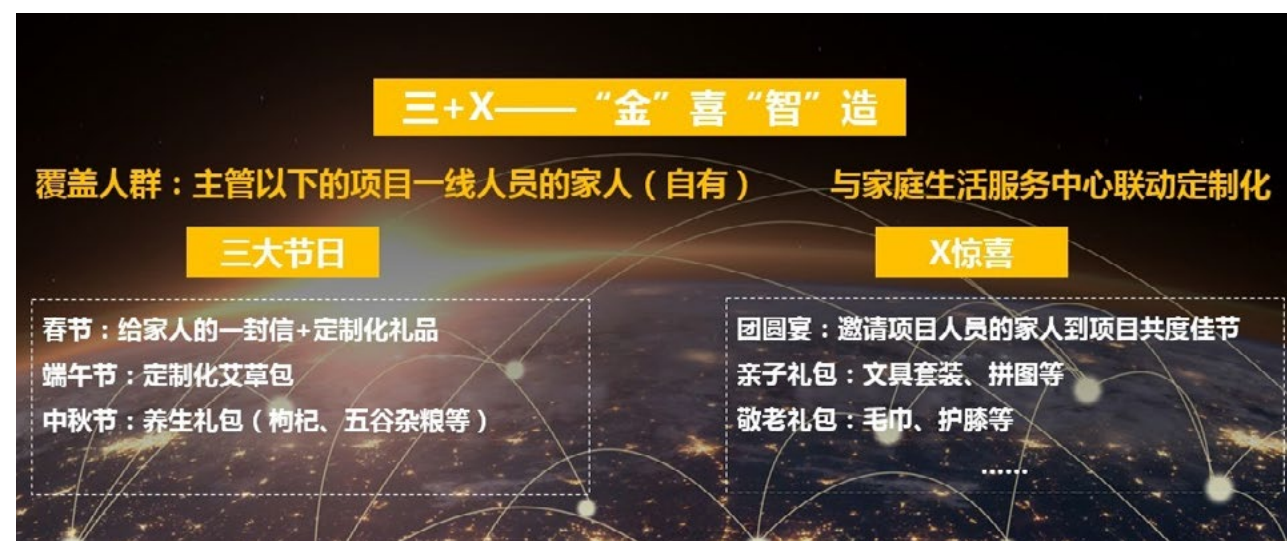 三+X——“金”喜“智”造
覆盖人群：主管以下的项目一线人员的家人（自有）
与家庭生活服务中心联动定制化
三大节日
春节：给家人的一封信+定制化礼品
端午节：定制化艾草包
中秋节：养生礼包（枸杞、五谷杂粮等）
X惊喜
团圆宴：邀请项目人员的家人到项目共度佳节
亲子礼包：文具套装、拼图等
敬老礼包：毛巾、护膝等
......